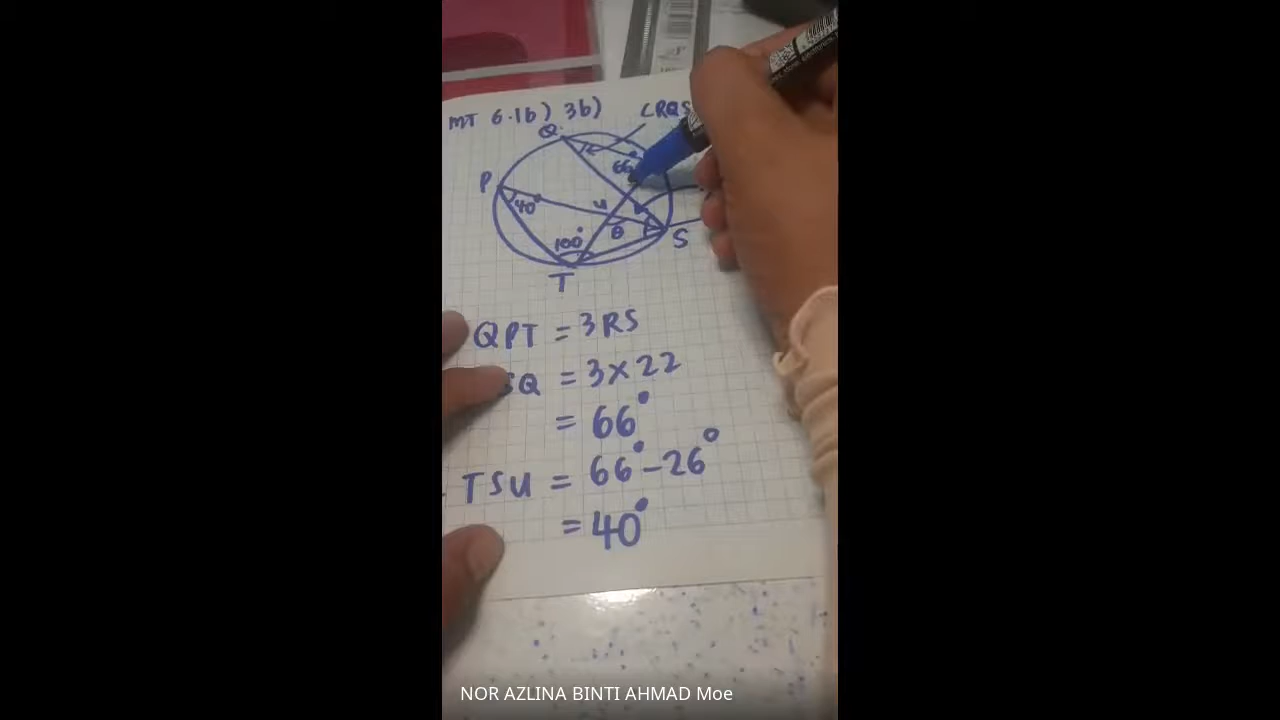 MT 6.1b) 3b)
∠RQS
Q
66°
P
40°
U
θ
100°
S
T
QPT = 3RS
SQ = 3×22
= 66°
TSU = 66° - 26°
= 40°
NOR AZLINA BINTI AHMAD Moe